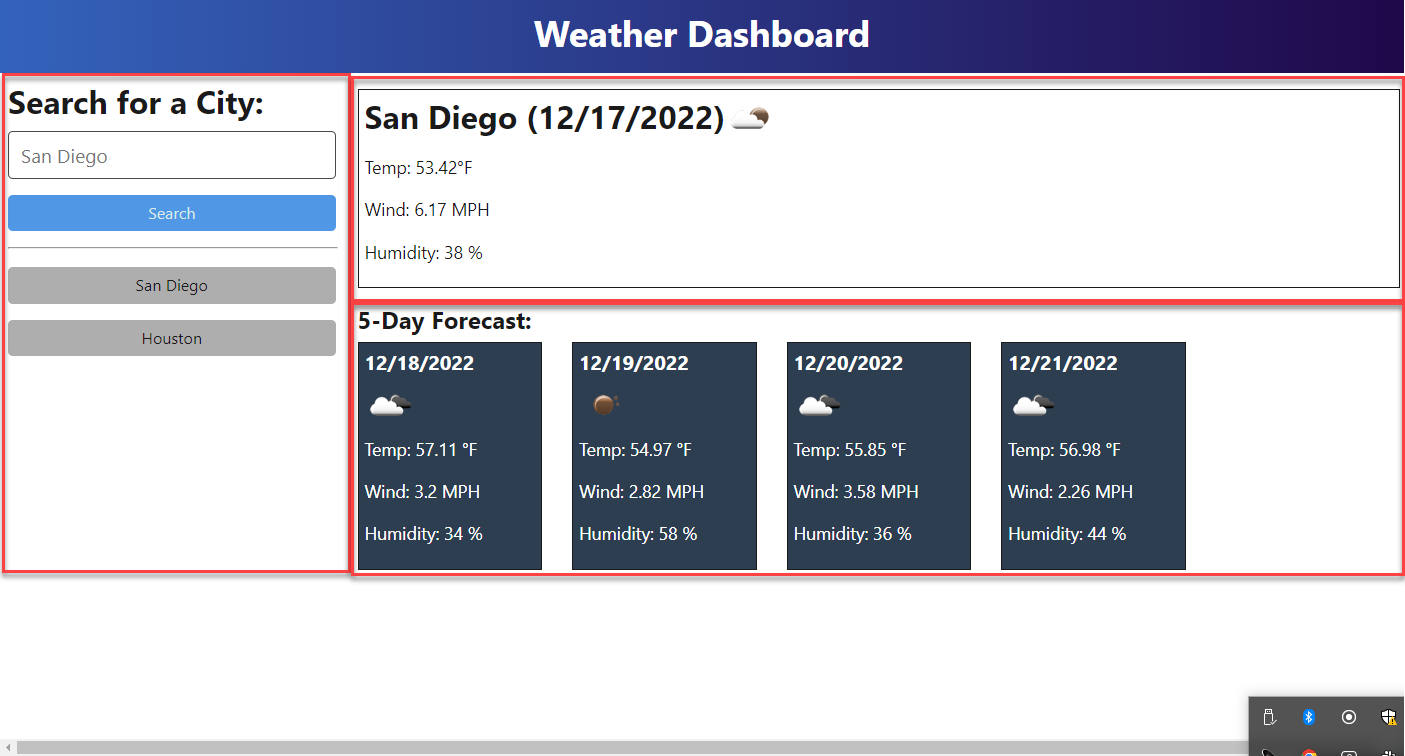 Weather Dashboard
Search for a City:
San Diego
Search
San Diego
Houston
San Diego (12/17/2022)
Temp: 53.42°F
Wind: 6.17 MPH
Humidity: 38 %
5-Day Forecast:
12/18/2022
Temp: 57.11 °F
Wind: 3.2 MPH
Humidity: 34 %
12/19/2022
Temp: 54.97 °F
Wind: 2.82 MPH
Humidity: 58 %
12/20/2022
Temp: 55.85 °F
Wind: 3.58 MPH
Humidity: 36 %
12/21/2022
Temp: 56.98 °F
Wind: 2.26 MPH
Humidity: 44 %